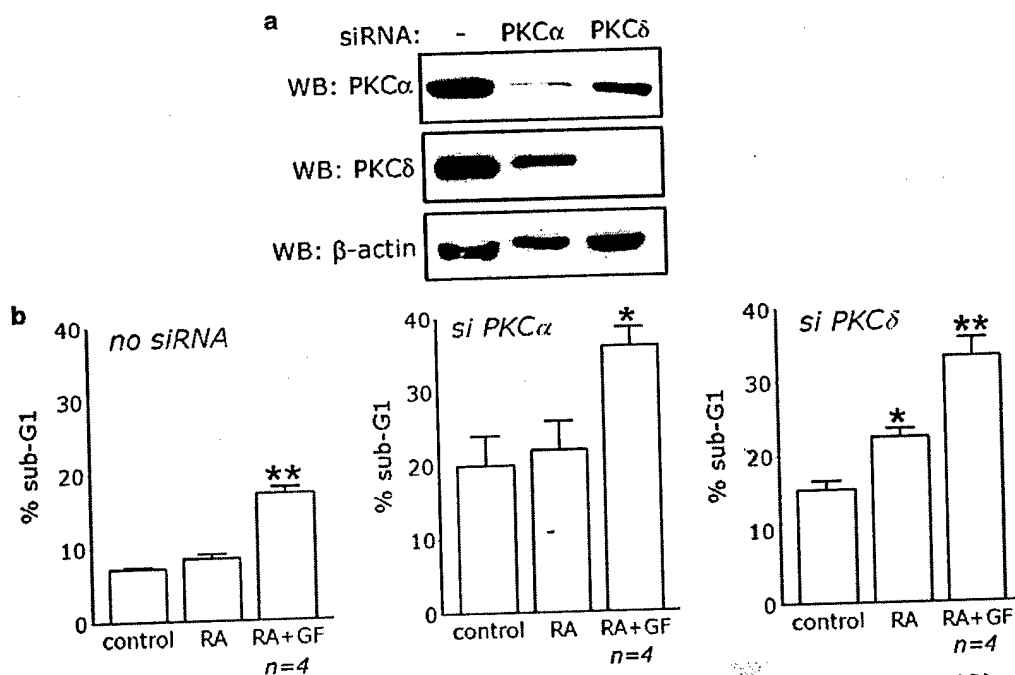 a
siRNA: - PKCα PKCδ
WB: PKCα
WB: PKCδ
WB: β-actin
b
no siRNA
% sub-G1
40
30
20
10
0
control RA RA+GF
n=4
**
si PKCα
% sub-G1
40
30
20
10
0
control RA RA+GF
n=4
*
si PKCδ
% sub-G1
40
30
20
10
0
control RA RA+GF
n=4
*
**